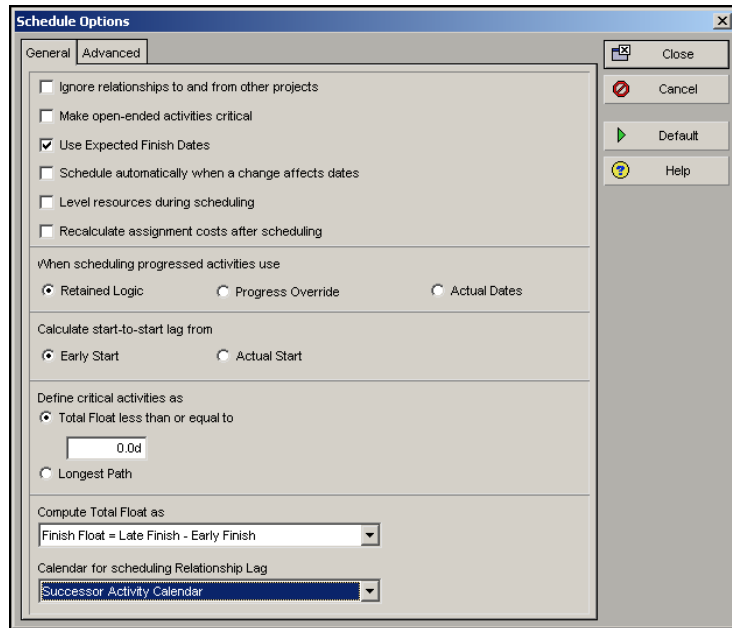 Schedule Options
General Advanced
Ignore relationships to and from other projects
Make open-ended activities critical
Use Expected Finish Dates
Schedule automatically when a change affects dates
Level resources during scheduling
Recalculate assignment costs after scheduling
When scheduling progressed activities use
Retained Logic Progress Override Actual Dates
Calculate start-to-start lag from
Early Start Actual Start
Define critical activities as
Total Float less than or equal to
0.0d
Longest Path
Compute Total Float as
Finish Float = Late Finish - Early Finish
Calendar for scheduling Relationship Lag
Successor Activity Calendar
Close
Cancel
Default
Help